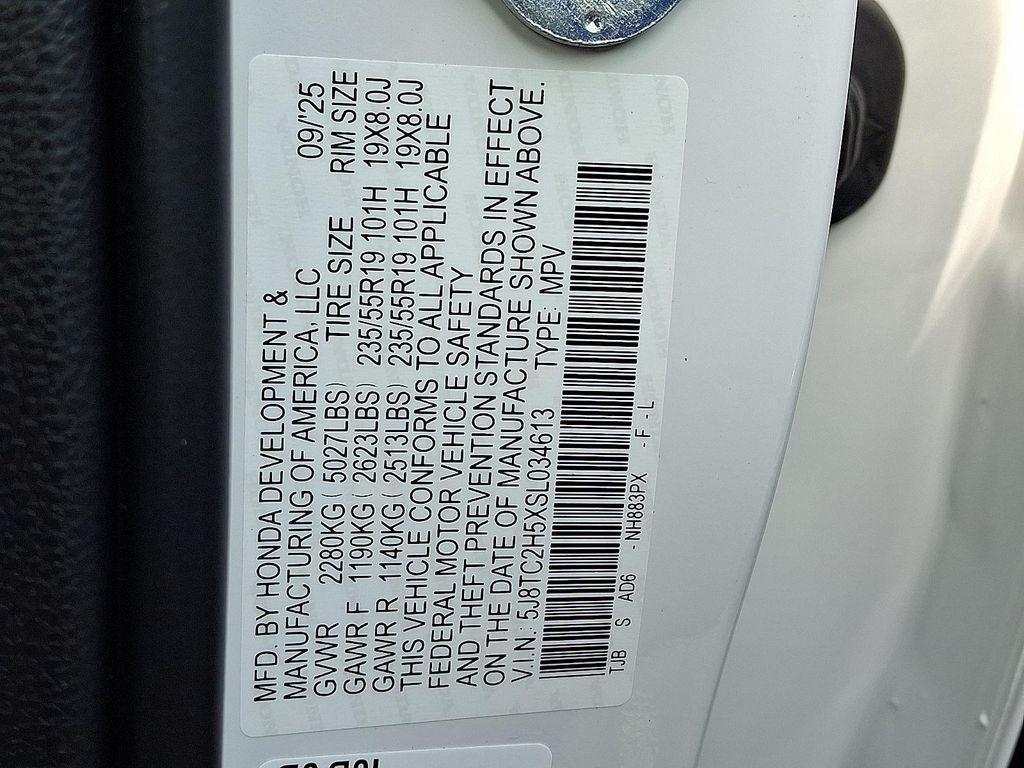 MFD. BY HONDA DEVELOPMENT &
MANUFACTURING OF AMERICA, LLC 09/'25
GVWR 2280KG ( 5027LBS) TIRE SIZE RIM SIZE
GAWR F 1190KG ( 2623LBS) 235/55R19 101H 19X8.0J
GAWR R 1140KG ( 2513LBS) 235/55R19 101H 19X8.0J
THIS VEHICLE CONFORMS TO ALL APPLICABLE
FEDERAL MOTOR VEHICLE SAFETY
AND THEFT PREVENTION STANDARDS IN EFFECT
ON THE DATE OF MANUFACTURE SHOWN ABOVE.
V.I.N.: 5J8TC2H5XSL034613 TYPE: MPV
TJB S AD6 - NH883PX - F - L